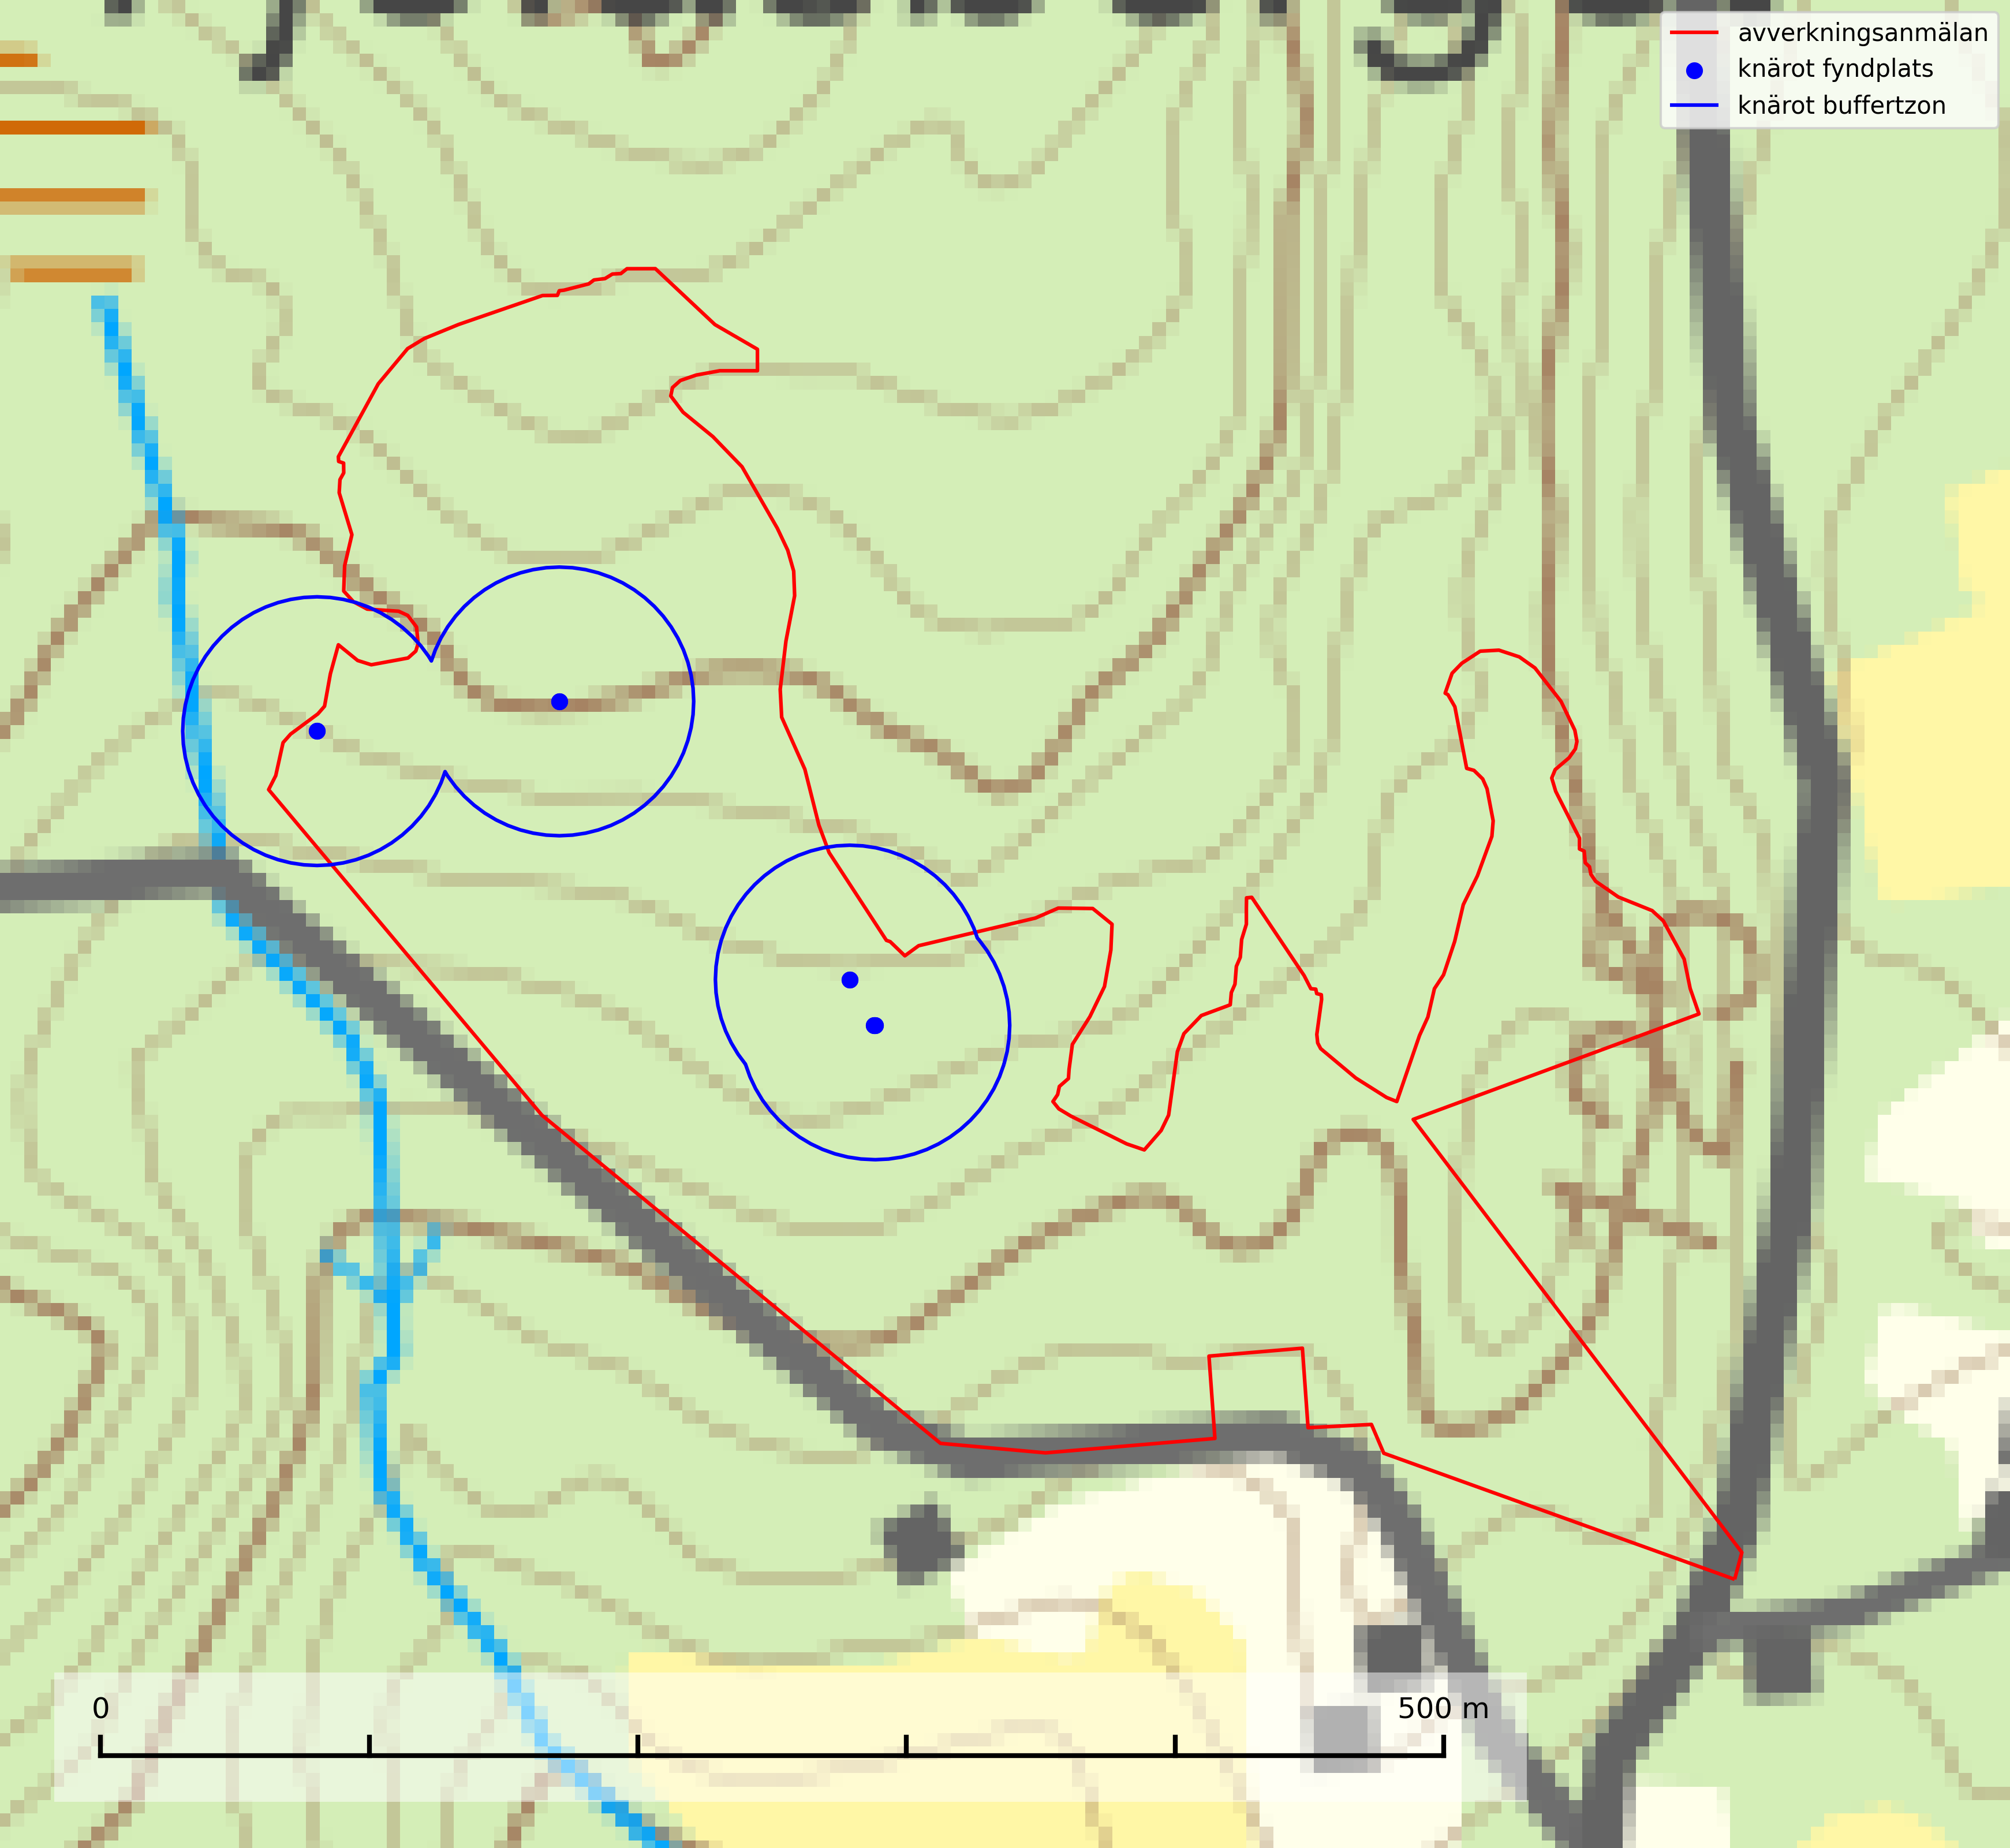 avverkningsanmälan
knärot fyndplats
knärot buffertzon
0
500 m